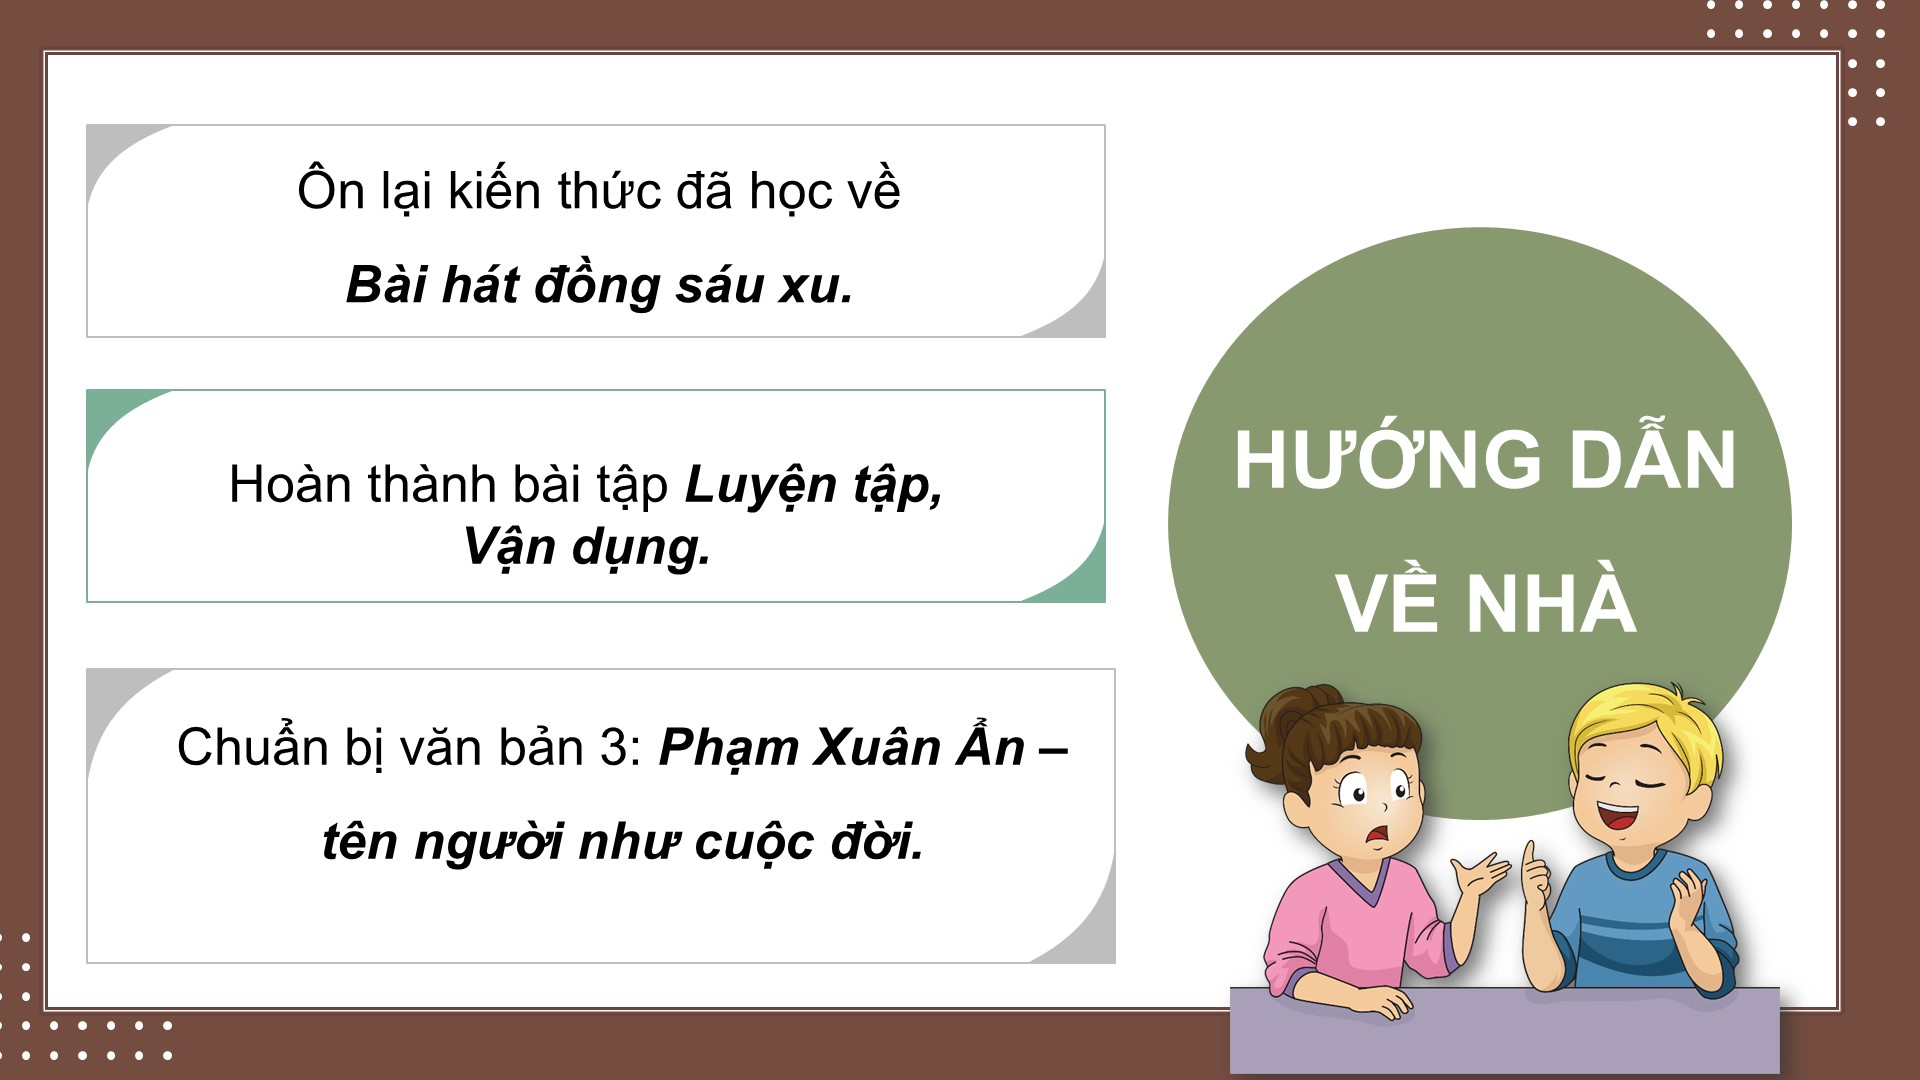 Ôn lại kiến thức đã học về
Bài hát đồng sáu xu.
Hoàn thành bài tập Luyện tập,
Vận dụng.
Chuẩn bị văn bản 3: Phạm Xuân Ẩn –
tên người như cuộc đời.
HƯỚNG DẪN
VỀ NHÀ